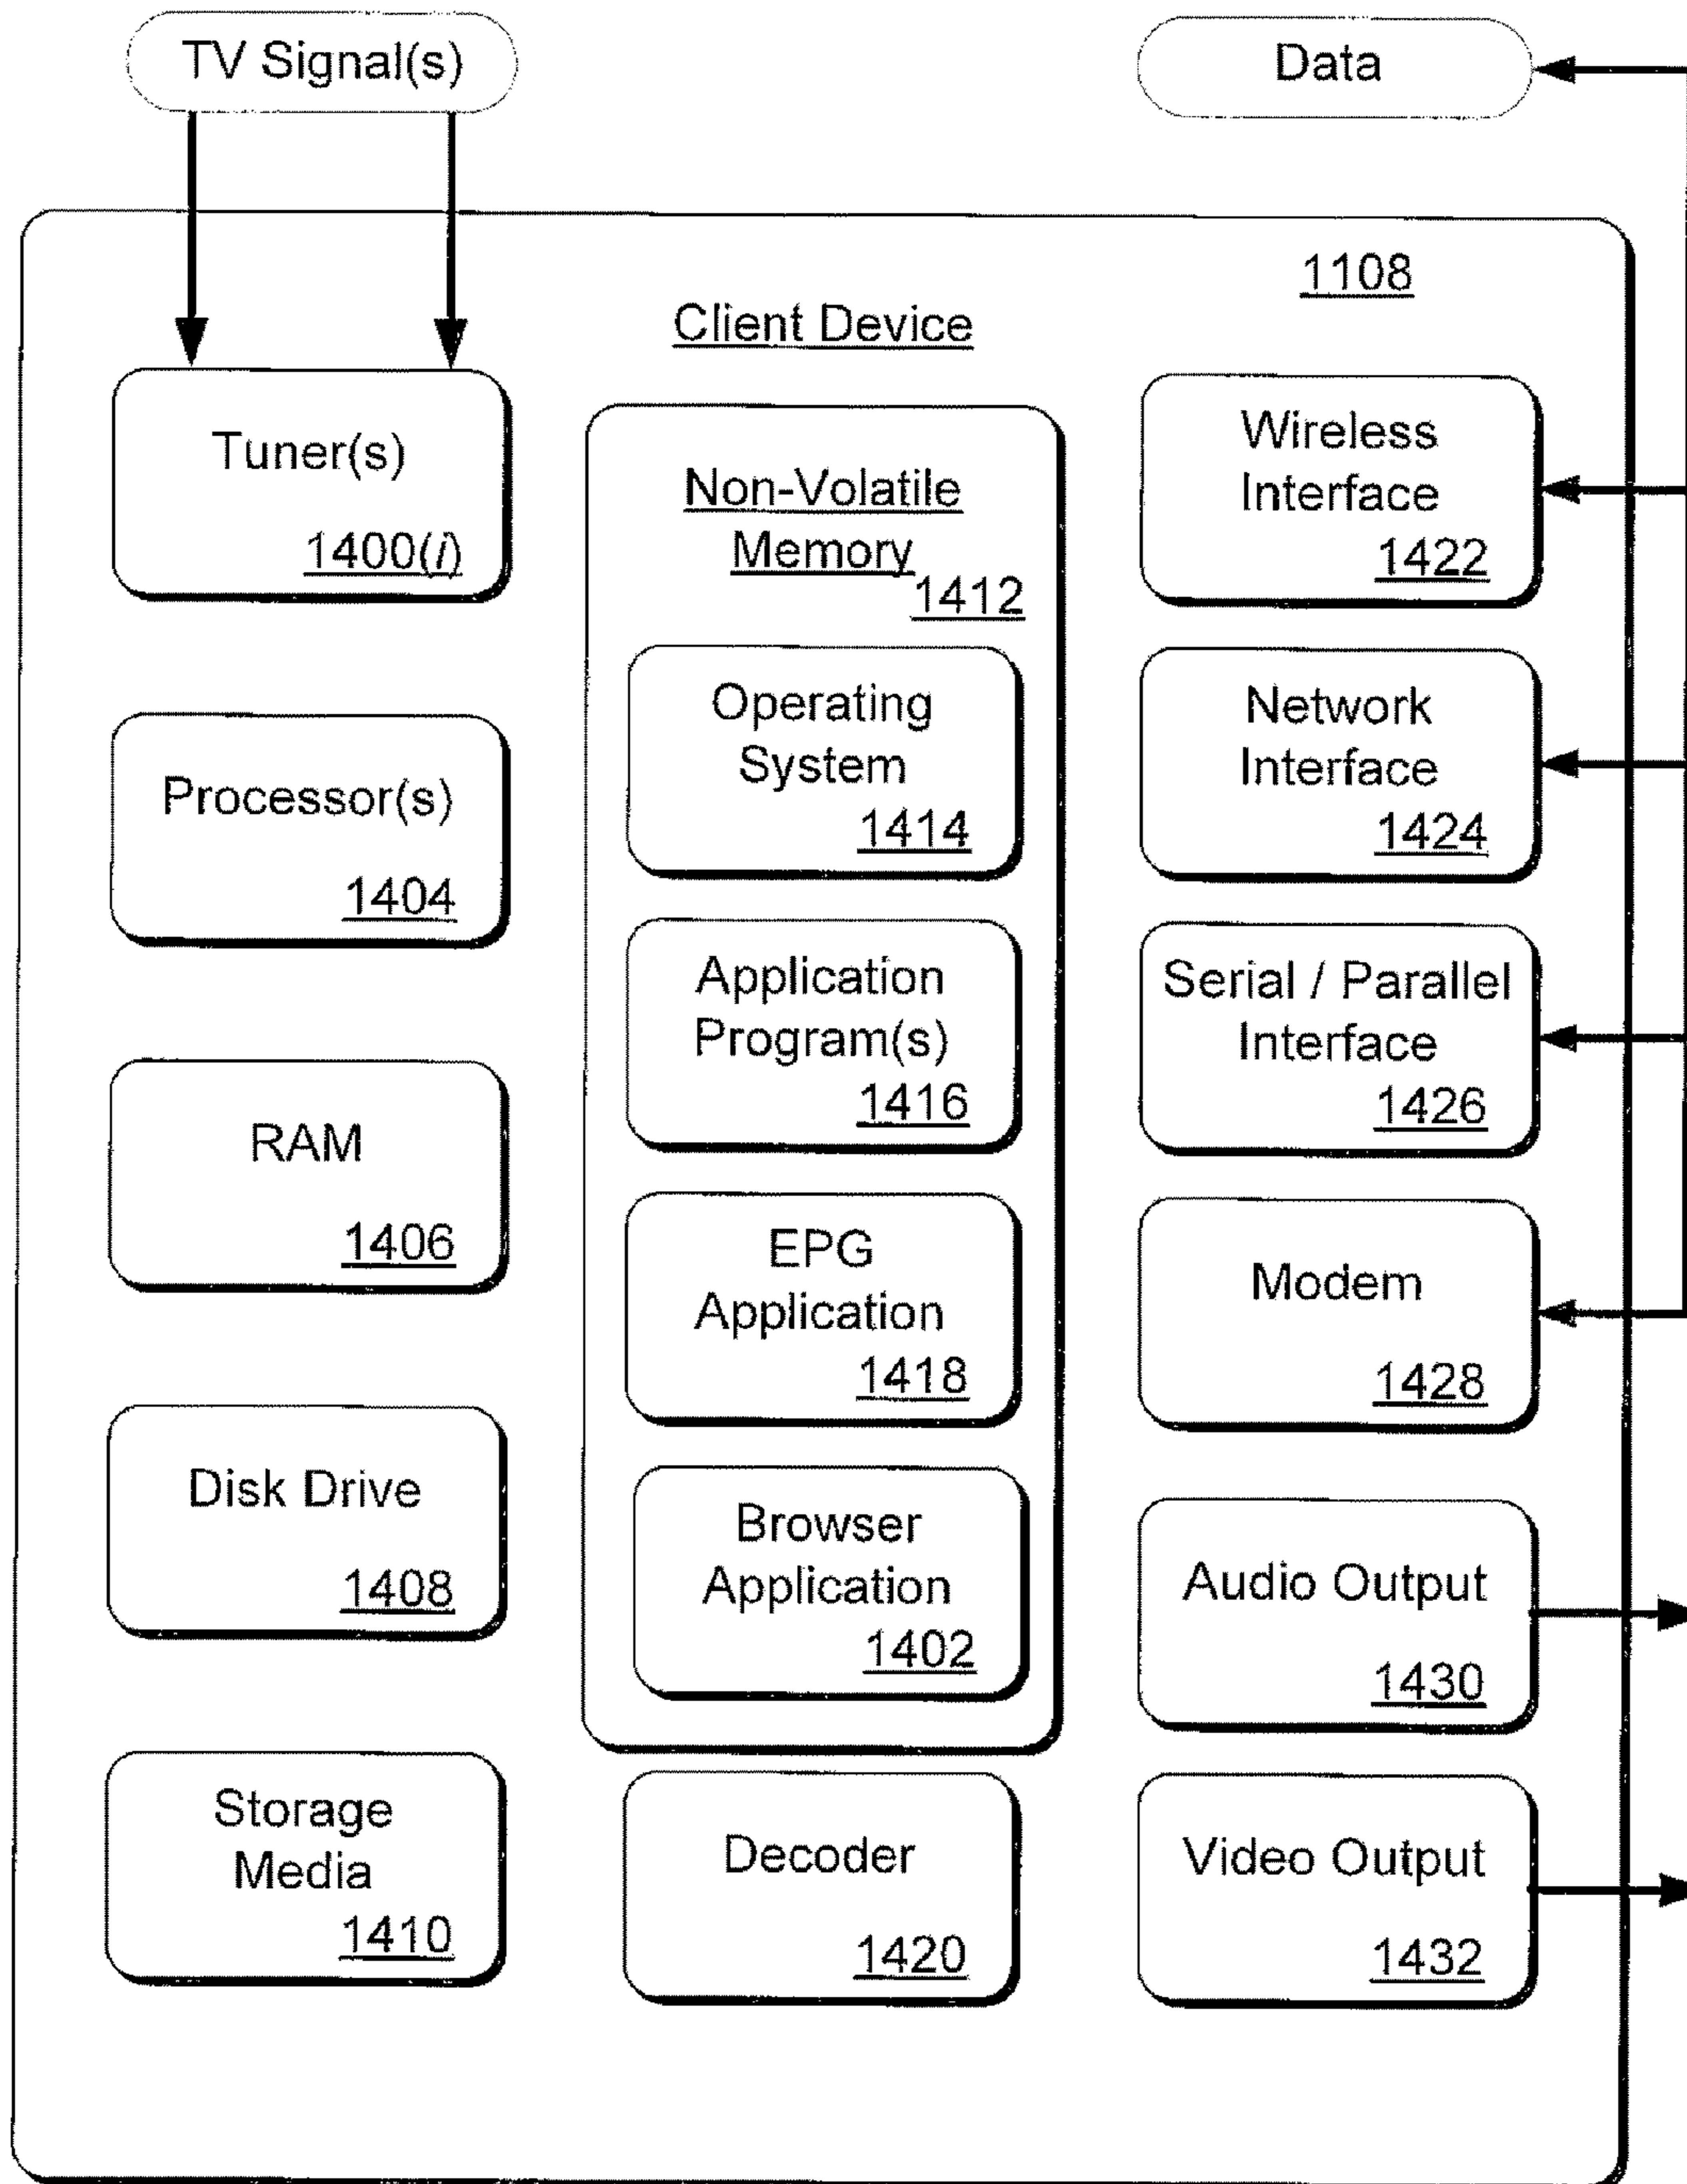 TV Signal(s)
Data
1108
Client Device
Tuner(s)
1400(i)
Processor(s)
1404
RAM
1406
Disk Drive
1408
Storage
Media
1410
Non-Volatile
Memory
1412
Operating
System
1414
Application
Program(s)
1416
EPG
Application
1418
Browser
Application
1402
Decoder
1420
Wireless
Interface
1422
Network
Interface
1424
Serial / Parallel
Interface
1426
Modem
1428
Audio Output
1430
Video Output
1432